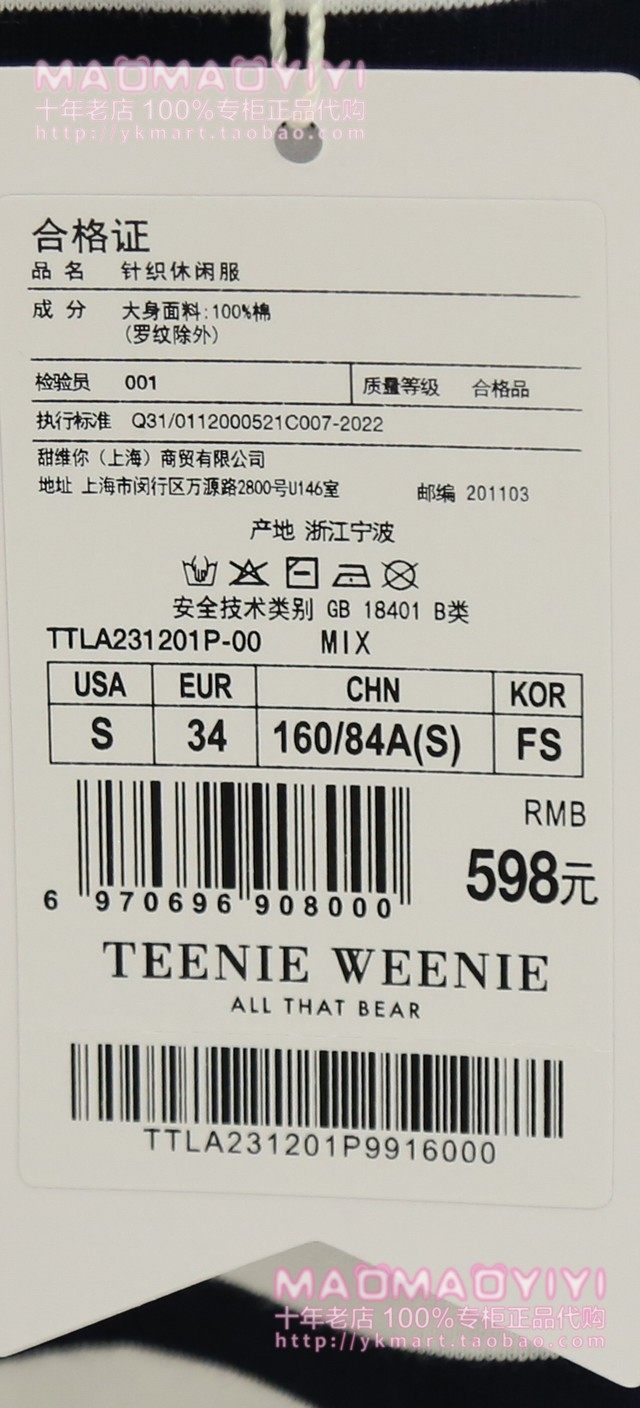 MAOMAOYIYI
十年老店 100%专柜正品代购
http://ykmart.taobao.com
合格证
品 名 针织休闲服
成 分 大身面料:100%棉
(罗纹除外)
检验员 001 质量等级 合格品
执行标准 Q31/0112000521C007-2022
甜维你（上海）商贸有限公司
地址 上海市闵行区万源路2800号U146室 邮编 201103
产地 浙江宁波
安全技术类别 GB 18401 B类
TTLA231201P-00 MIX
USA EUR CHN KOR
S 34 160/84A(S) FS
RMB
598元
6 970696 908000
TEENIE WEENIE
ALL THAT BEAR
TTLA231201P9916000
MAOMAOYIYI
十年老店 100%专柜正品代购
http://ykmart.taobao.com